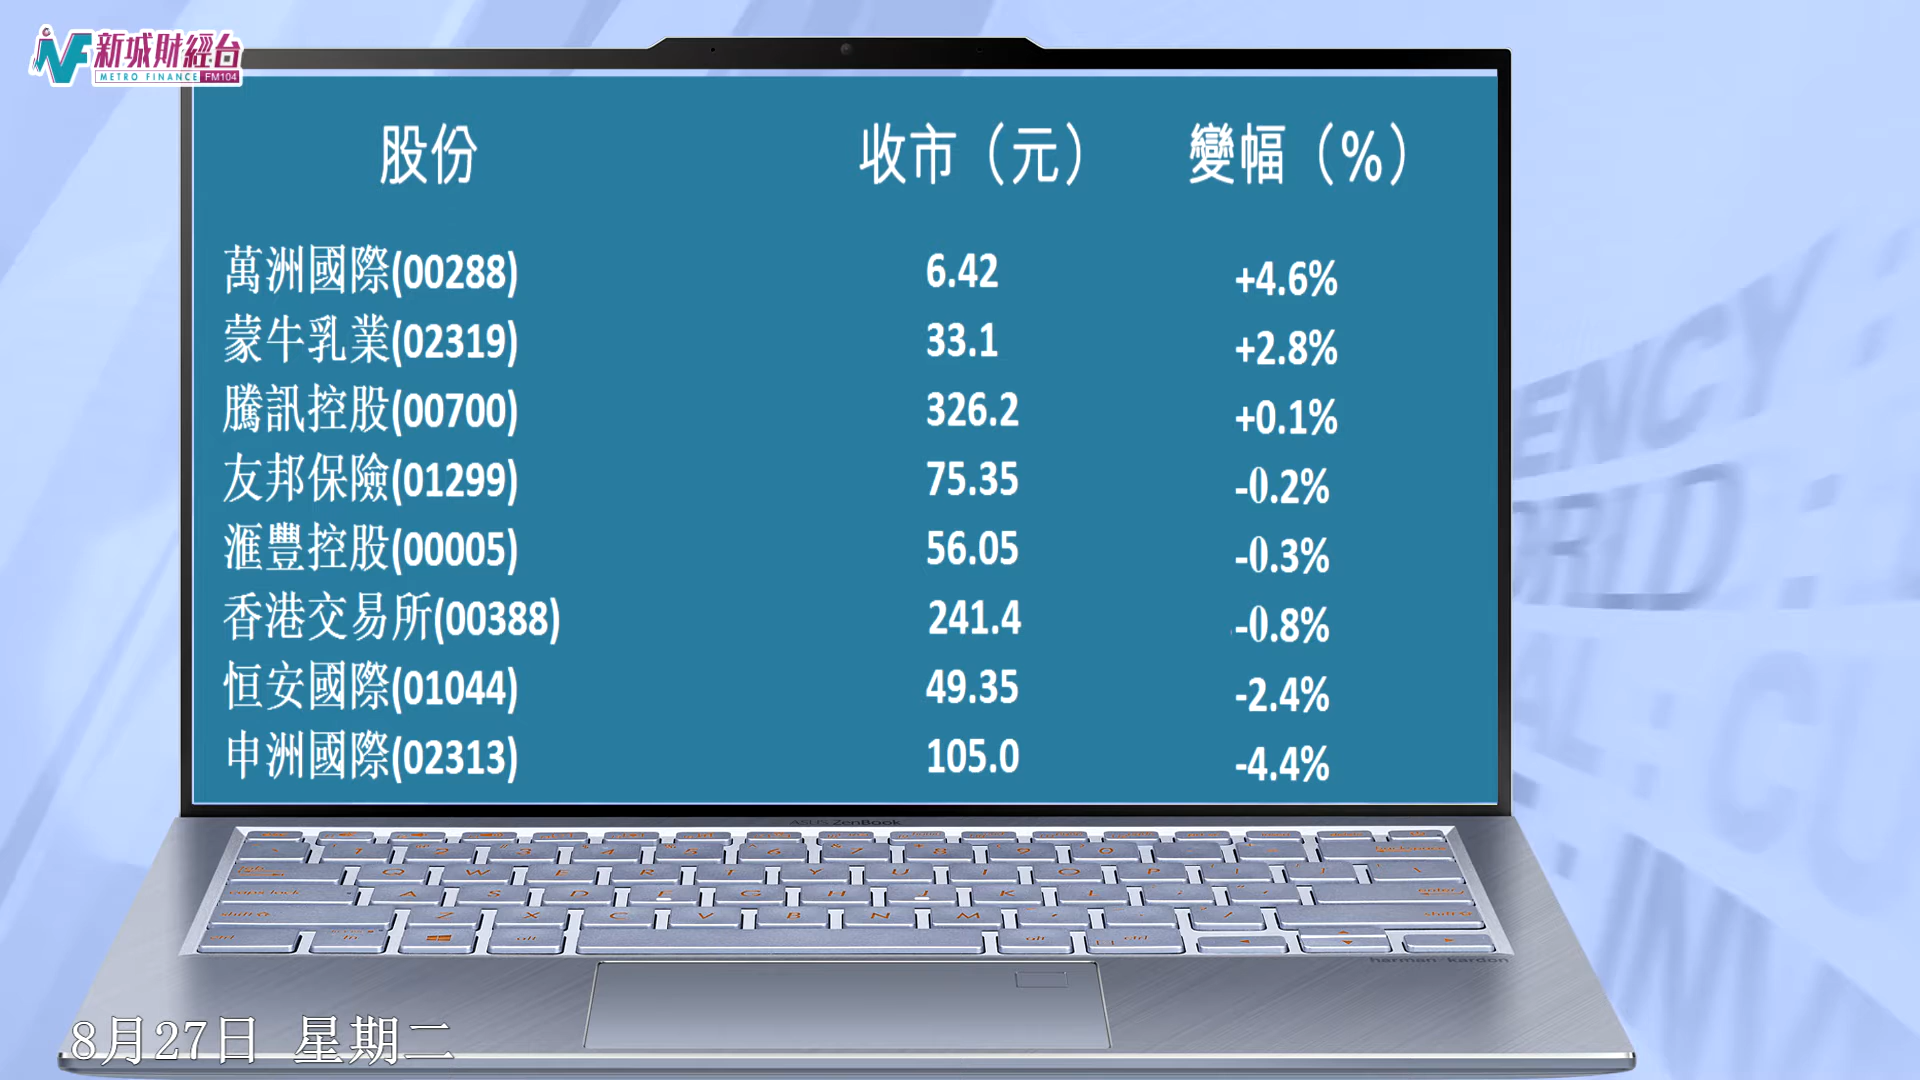 新城財經台
METRO FINANCE FM104
股份 收市（元） 變幅（%）
萬洲國際(00288) 6.42 +4.6%
蒙牛乳業(02319) 33.1 +2.8%
騰訊控股(00700) 326.2 +0.1%
友邦保險(01299) 75.35 -0.2%
滙豐控股(00005) 56.05 -0.3%
香港交易所(00388) 241.4 -0.8%
恒安國際(01044) 49.35 -2.4%
申洲國際(02313) 105.0 -4.4%
ASUS ZenBook
harman kardon
8月27日 星期二